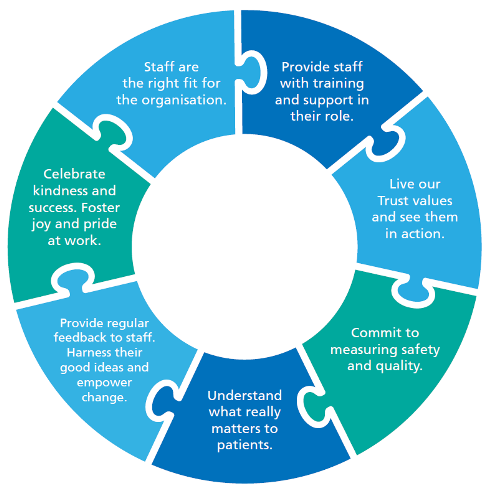 Staff are
the right fit for
the organisation.
Provide staff
with training
and support in
their role.
Live our
Trust values
and see them
in action.
Commit to
measuring safety
and quality.
Understand
what really
matters to
patients.
Provide regular
feedback to staff.
Harness their
good ideas and
empower
change.
Celebrate
kindness and
success. Foster
joy and pride
at work.